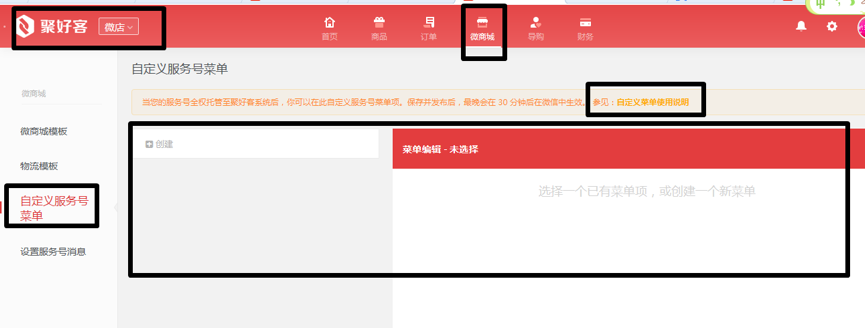 聚好客 微店
首页 商品 订单 微商城 导购 财务
自定义服务号菜单
微商城
当您的服务号全权托管至聚好客系统后，你可以在此自定义服务号菜单项。保存并发布后，最晚会在 30 分钟后在微信中生效。参见：自定义菜单使用说明
微商城模板
创建
菜单编辑 - 未选择
物流模板
选择一个已有菜单项，或创建一个新菜单
自定义服务号
菜单
设置服务号消息